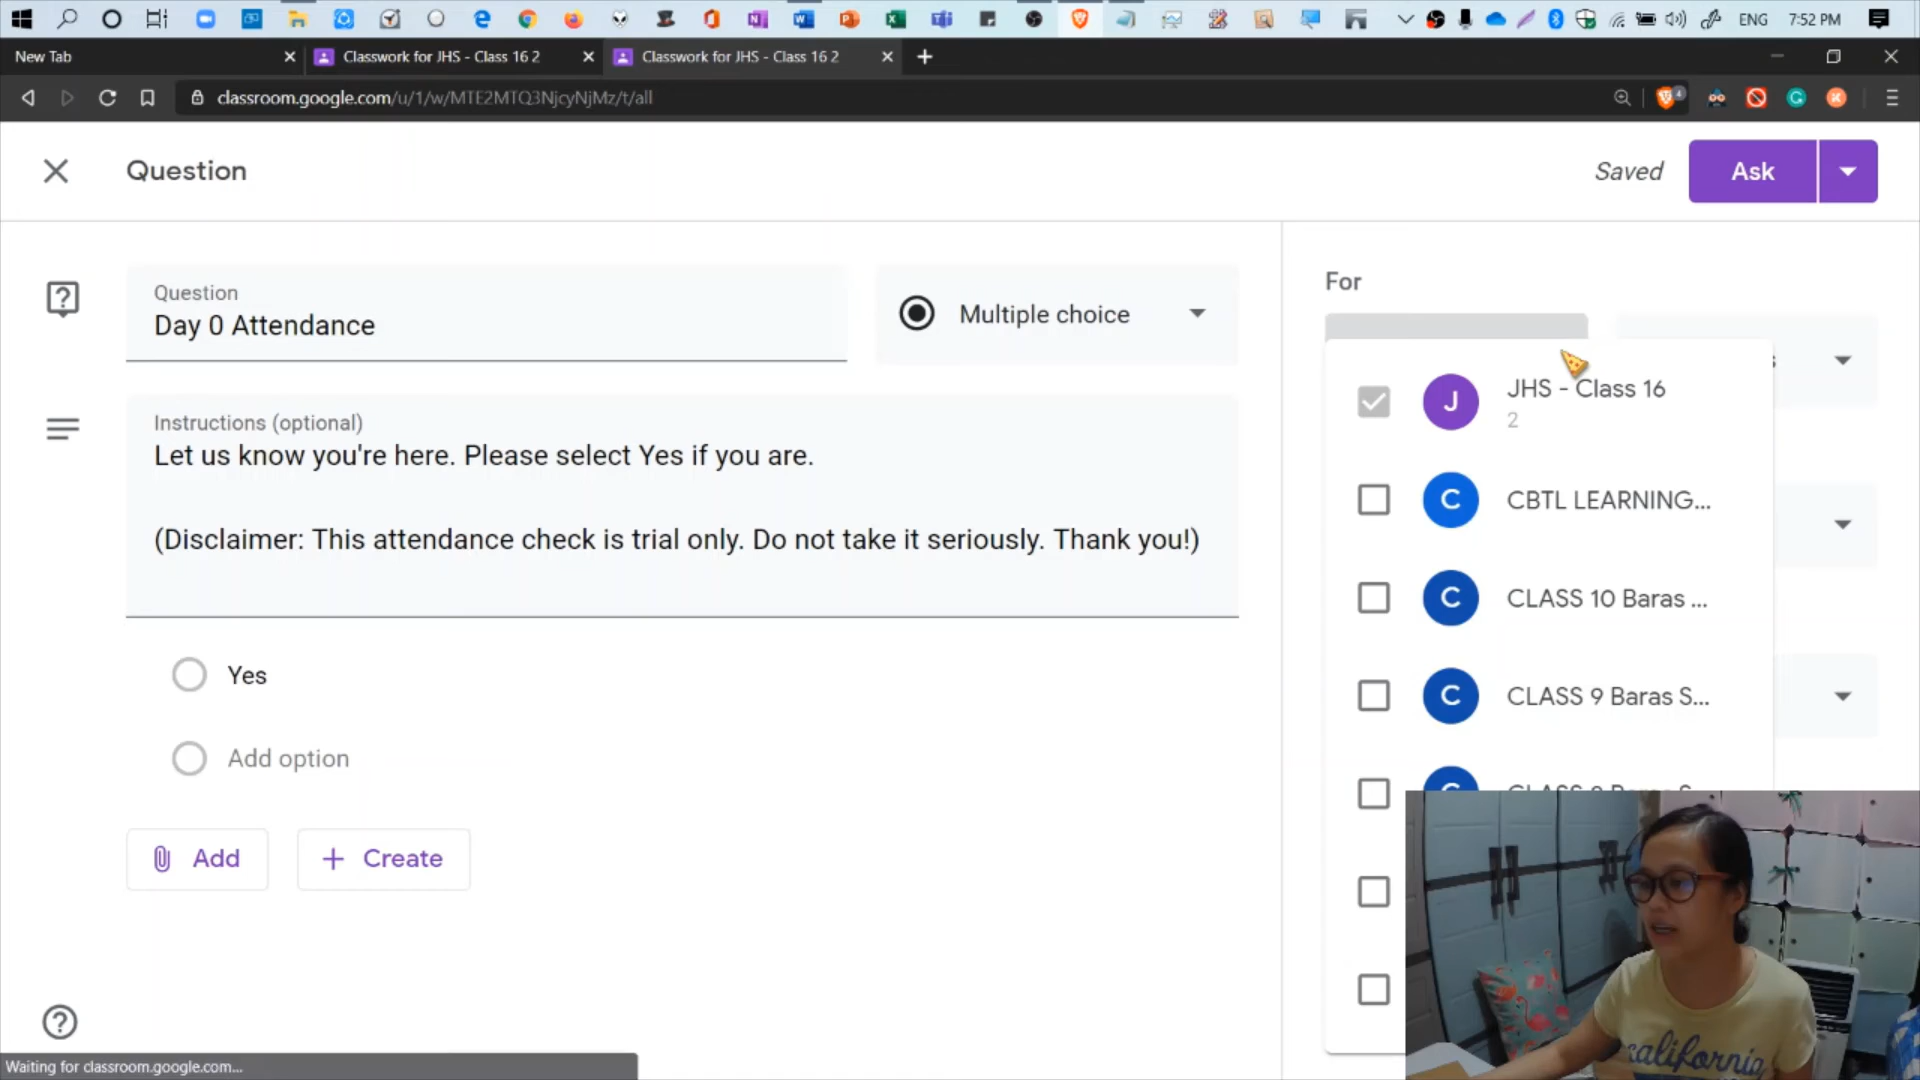 ENG 7:52 PM
New Tab
Classwork for JHS - Class 16 2
Classwork for JHS - Class 16 2
classroom.google.com/u/1/w/MTE2MTQ3NjcyNjMz/t/all
4
Question
Saved
Ask
Question
Day 0 Attendance
Multiple choice
For
Instructions (optional)
Let us know you're here. Please select Yes if you are.
(Disclaimer: This attendance check is trial only. Do not take it seriously. Thank you!)
Yes
Add option
Add
Create
J
JHS - Class 16
2
C
CBTL LEARNING...
C
CLASS 10 Baras ...
C
CLASS 9 Baras S...
california
Waiting for classroom.google.com...